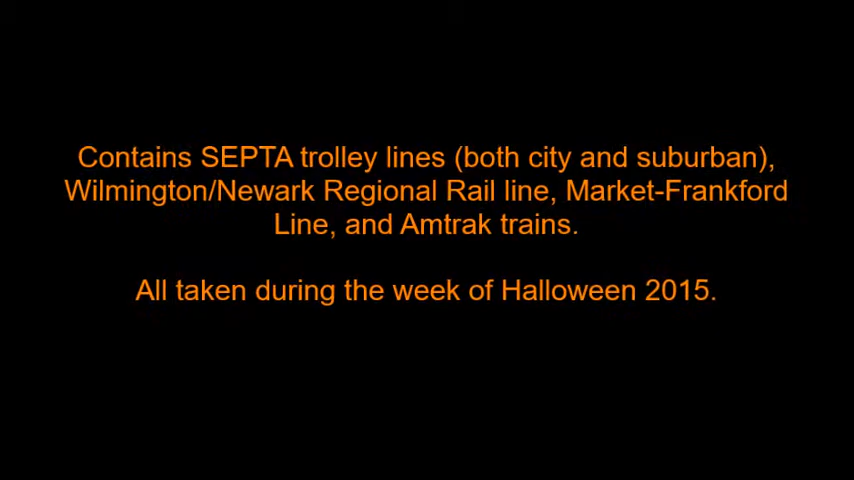 Contains SEPTA trolley lines (both city and suburban),
Wilmington/Newark Regional Rail line, Market-Frankford
Line, and Amtrak trains.
All taken during the week of Halloween 2015.